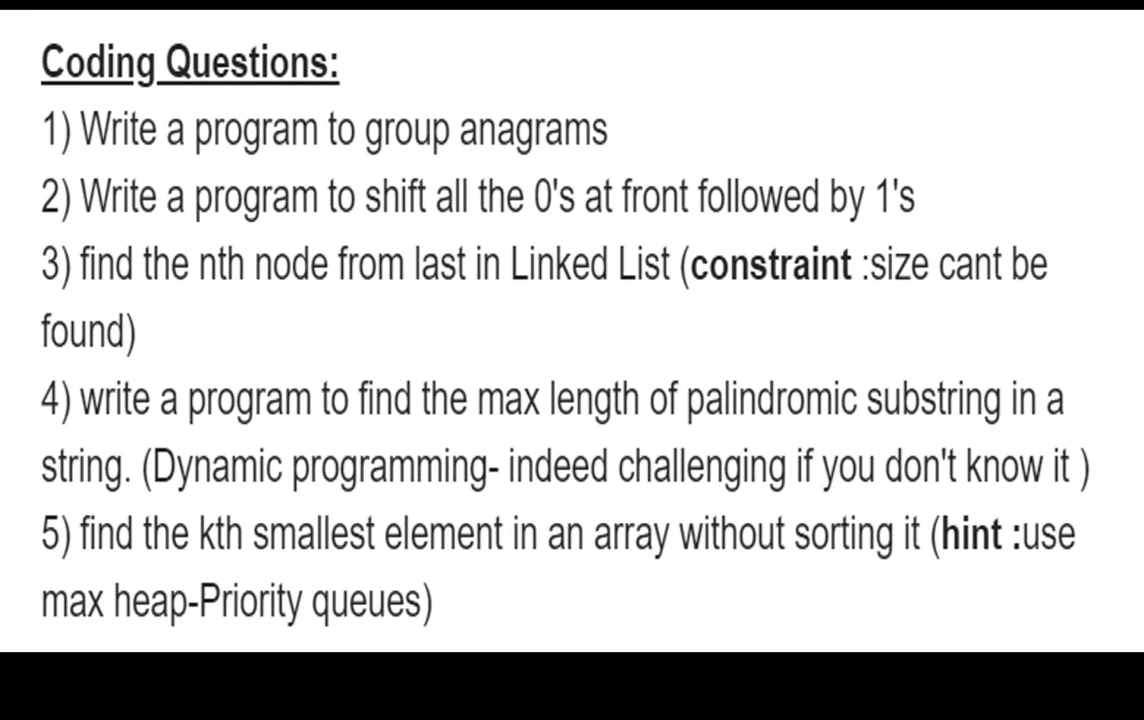 Coding Questions:
1) Write a program to group anagrams
2) Write a program to shift all the 0's at front followed by 1's
3) find the nth node from last in Linked List (constraint :size cant be
found)
4) write a program to find the max length of palindromic substring in a
string. (Dynamic programming- indeed challenging if you don't know it )
5) find the kth smallest element in an array without sorting it (hint :use
max heap-Priority queues)